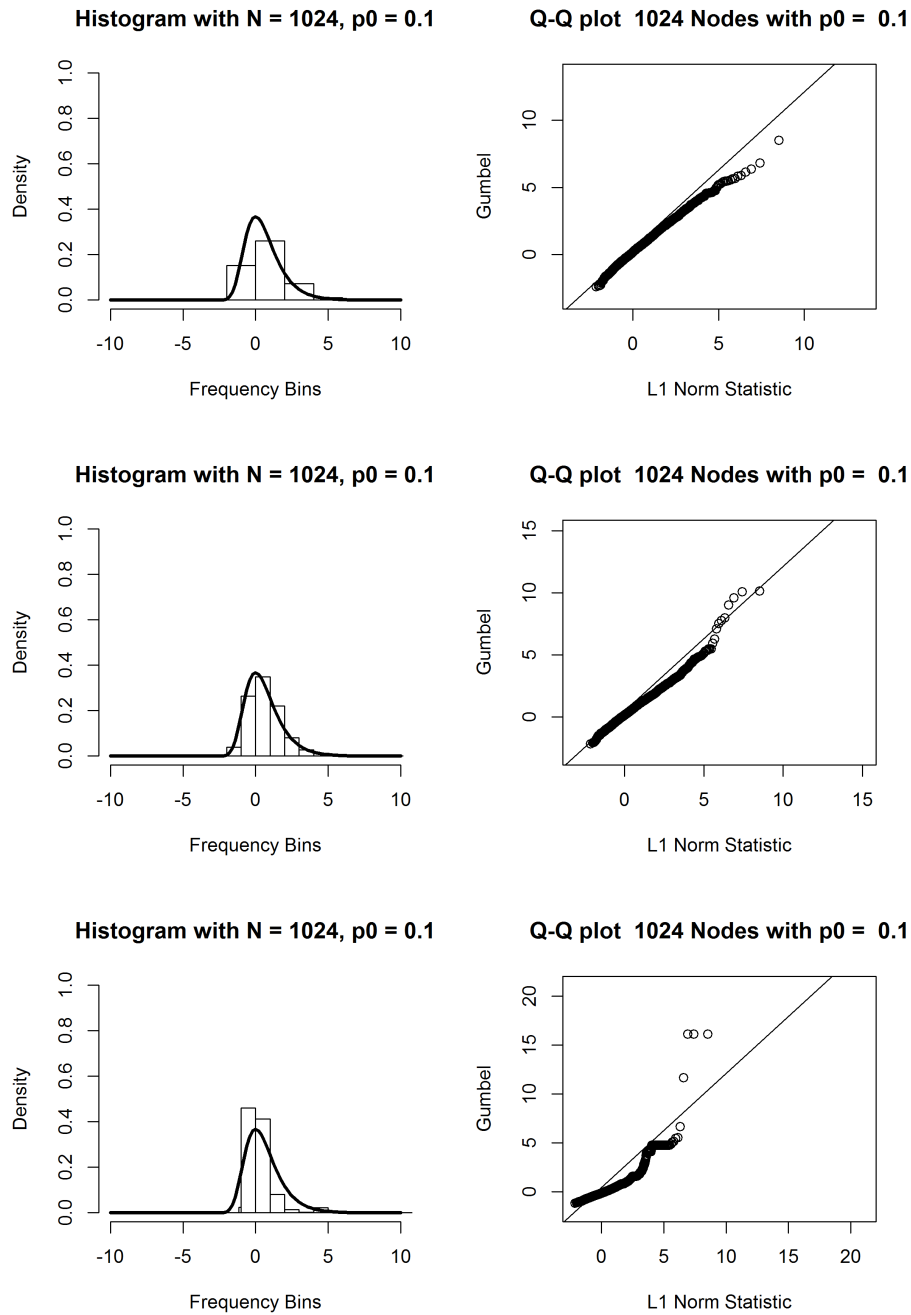 Histogram with N = 1024, p0 = 0.1
Density
0.0 0.2 0.4 0.6 0.8 1.0
-10 -5 0 5 10
Frequency Bins
Q-Q plot  1024 Nodes with p0 =  0.1
Gumbel
0 5 10
0 5 10
L1 Norm Statistic
Histogram with N = 1024, p0 = 0.1
Density
0.0 0.2 0.4 0.6 0.8 1.0
-10 -5 0 5 10
Frequency Bins
Q-Q plot  1024 Nodes with p0 =  0.1
Gumbel
0 5 10 15
0 5 10 15
L1 Norm Statistic
Histogram with N = 1024, p0 = 0.1
Density
0.0 0.2 0.4 0.6 0.8 1.0
-10 -5 0 5 10
Frequency Bins
Q-Q plot  1024 Nodes with p0 =  0.1
Gumbel
0 5 10 15 20
0 5 10 15 20
L1 Norm Statistic